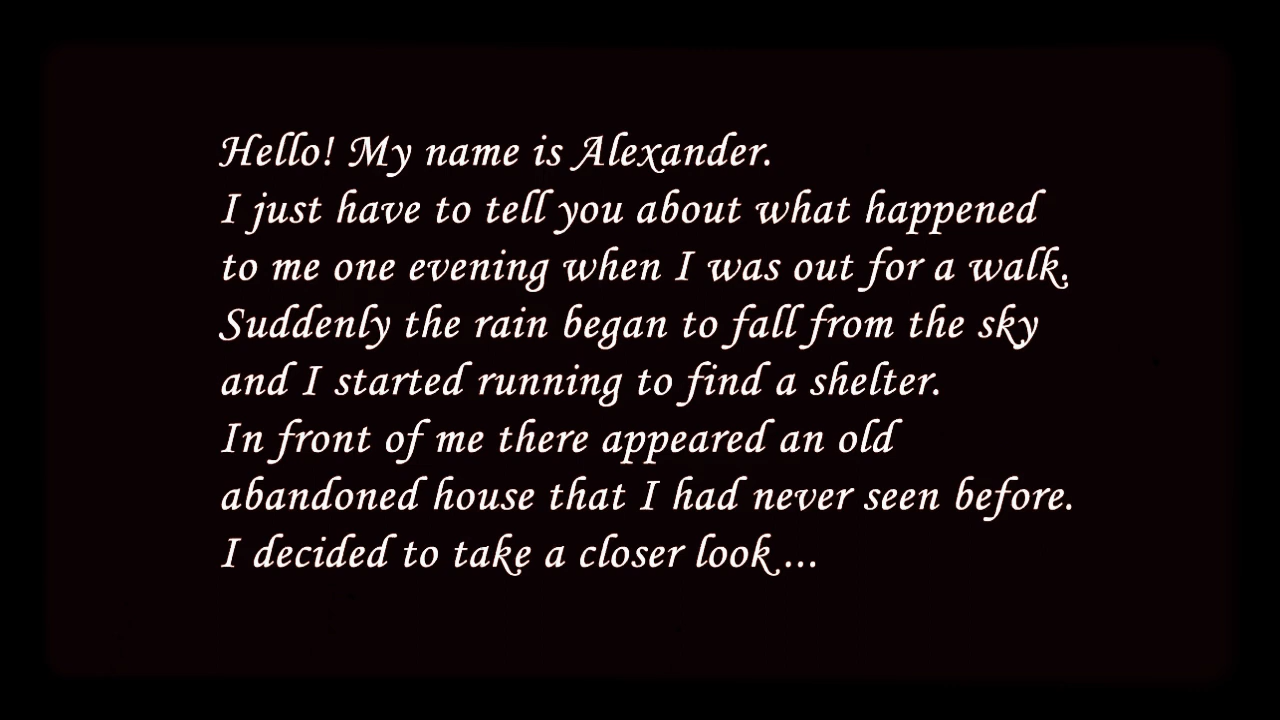 Hello! My name is Alexander.
I just have to tell you about what happened
to me one evening when I was out for a walk.
Suddenly the rain began to fall from the sky
and I started running to find a shelter.
In front of me there appeared an old
abandoned house that I had never seen before.
I decided to take a closer look ...